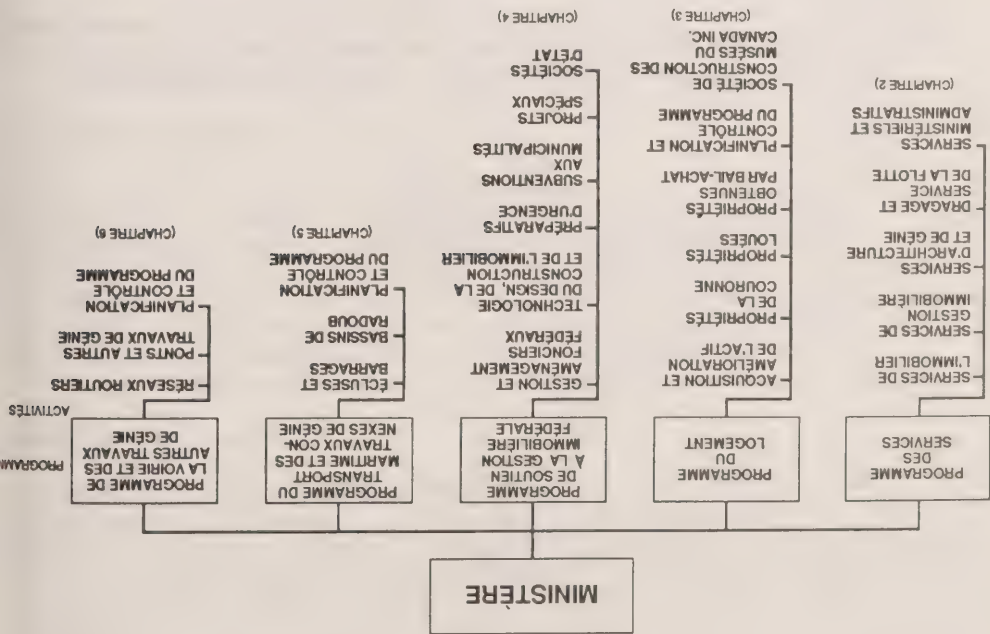 MINISTÈRE
PROGRAMME
DES
SERVICES
SERVICES DE
L'IMMOBILIER
SERVICES DE
GESTION
IMMOBILIÈRE
SERVICES
D'ARCHITECTURE
ET DE GÉNIE
DRAGAGE ET
SERVICE
DE LA FLOTTE
SERVICES
MINISTÉRIELS ET
ADMINISTRATIFS
(CHAPITRE 2)
PROGRAMME
DU
LOGEMENT
ACQUISITION ET
AMÉLIORATION
DE L'ACTIF
PROPRIÉTÉS
DE LA
COURONNE
PROPRIÉTÉS
LOUÉES
PROPRIÉTÉS
OBTENUES
PAR BAIL-ACHAT
PLANIFICATION ET
CONTRÔLE
DU PROGRAMME
SOCIÉTÉ DE
CONSTRUCTION DES
MUSÉES DU
CANADA INC.
(CHAPITRE 3)
PROGRAMME
DE SOUTIEN
À LA GESTION
IMMOBILIÈRE
FÉDÉRALE
GESTION ET
AMÉNAGEMENT
FONCIERS
FÉDÉRAUX
TECHNOLOGIE
DU DESIGN, DE LA
CONSTRUCTION
ET DE L'IMMOBILIER
PRÉPARATIFS
D'URGENCE
SUBVENTIONS
AUX
MUNICIPALITÉS
PROJETS
SPÉCIAUX
SOCIÉTÉS
D'ÉTAT
(CHAPITRE 4)
PROGRAMME DU
TRANSPORT
MARITIME ET DES
TRAVAUX CON-
NEXES DE GÉNIE
ÉCLUSES ET
BARRAGES
BASSINS DE
RADOUB
PLANIFICATION
ET CONTRÔLE
DU PROGRAMME
(CHAPITRE 5)
PROGRAMME DE
LA VOIRIE ET DES
AUTRES TRAVAUX
DE GÉNIE
RÉSEAUX ROUTIERS
PONTS ET AUTRES
TRAVAUX DE GÉNIE
PLANIFICATION
ET CONTRÔLE
DU PROGRAMME
(CHAPITRE 6)
PROGRAMM
ACTIVITÉS